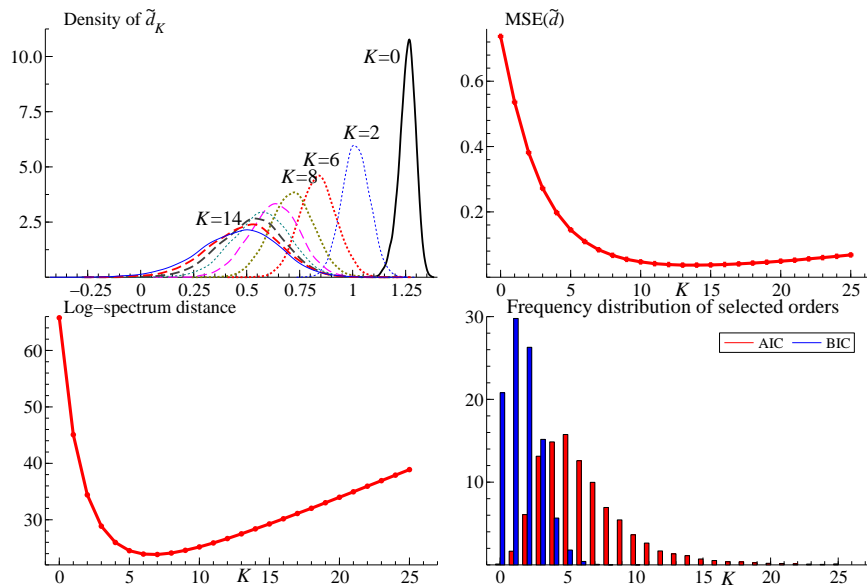 Density of d̃_K
10.0
7.5
5.0
2.5
K=0
K=2
K=6
K=8
K=14
−0.25 0 0.25 0.5 0.75 1 1.25
MSE(d̃)
0.6
0.4
0.2
0 5 10 15 20 25
K
Log−spectrum distance
60
50
40
30
0 5 10 15 20 25
K
Frequency distribution of selected orders
AIC BIC
30
20
10
0 5 10 15 20 25
K